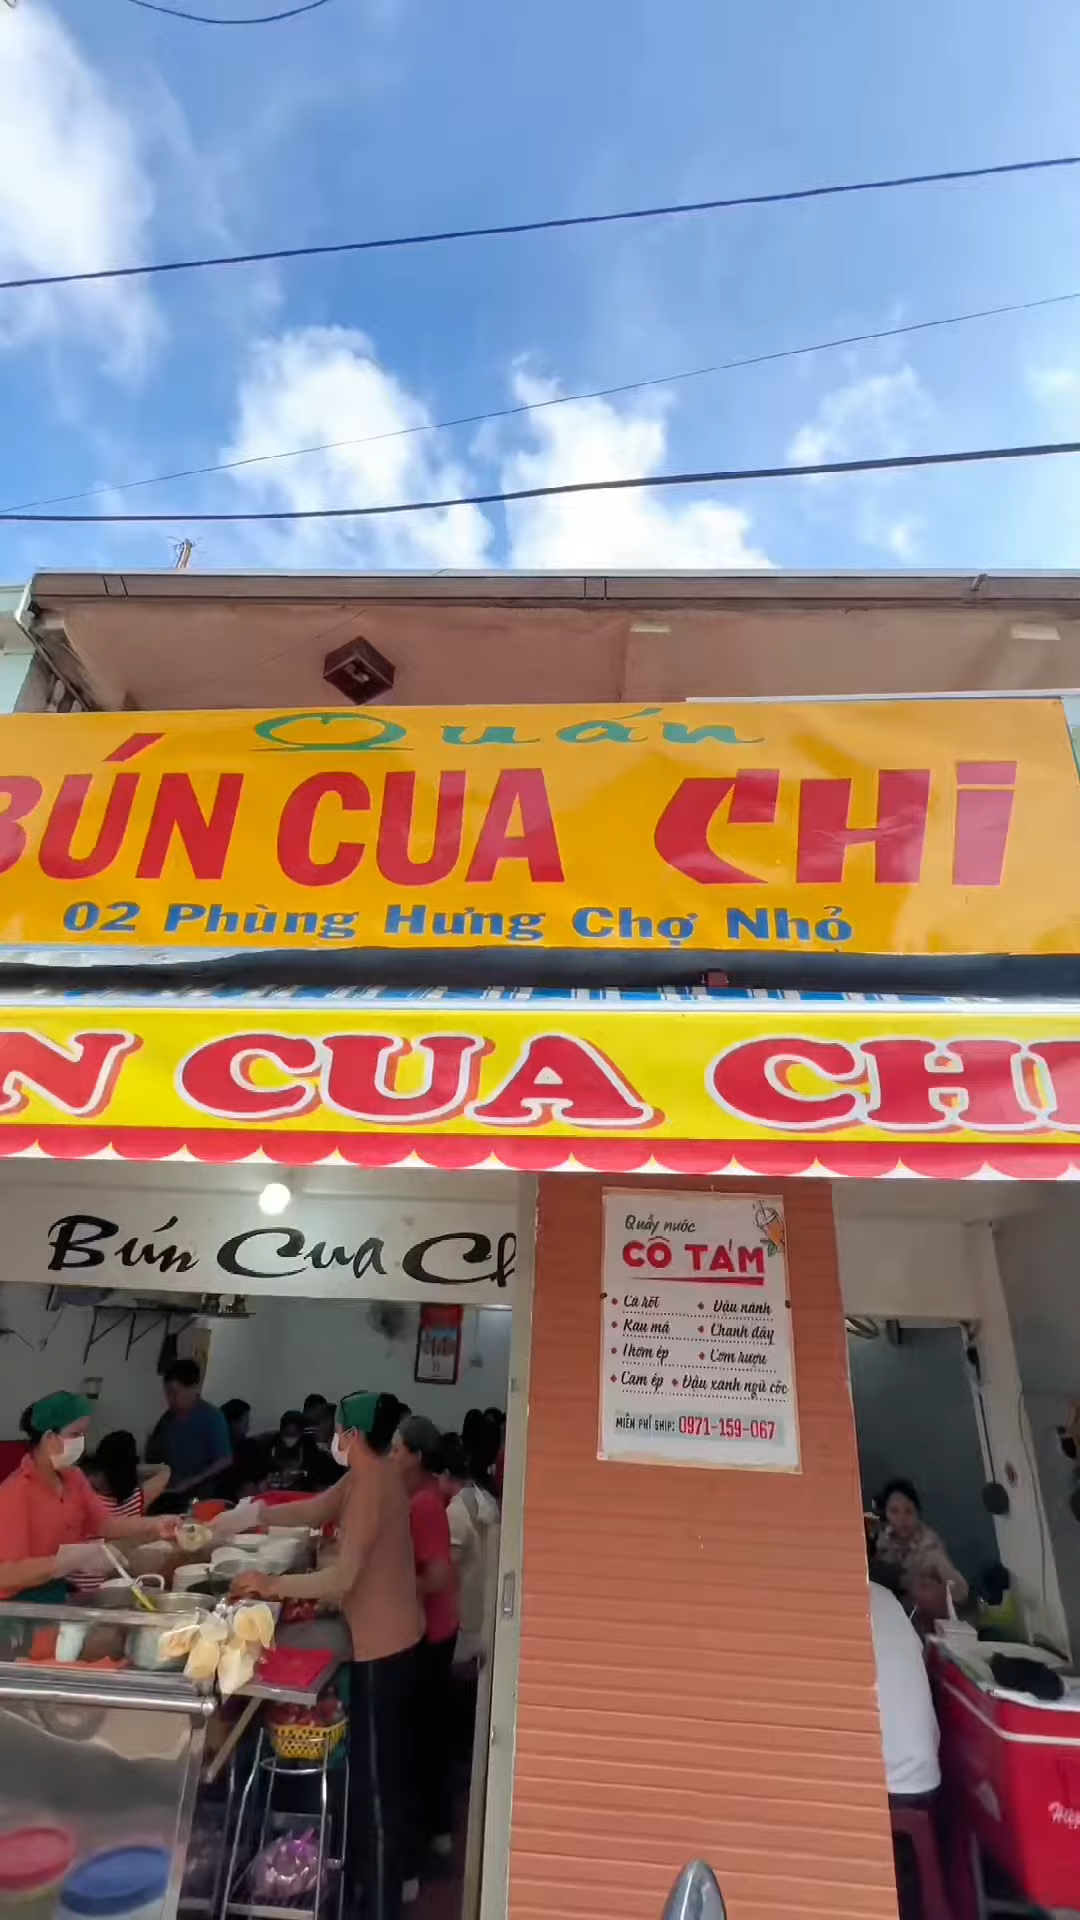 Quán
BÚN CUA CHI
02 Phùng Hưng Chợ Nhỏ
N CUA CHI
Bún Cua Ch
Quầy nước
CÔ TÁM
Cà rốt
Đậu nành
Rau má
Chanh dây
Thơm ép
Cơm rượu
Cam ép
Đậu xanh ngũ cốc
MIỄN PHÍ SHIP: 0971-159-067